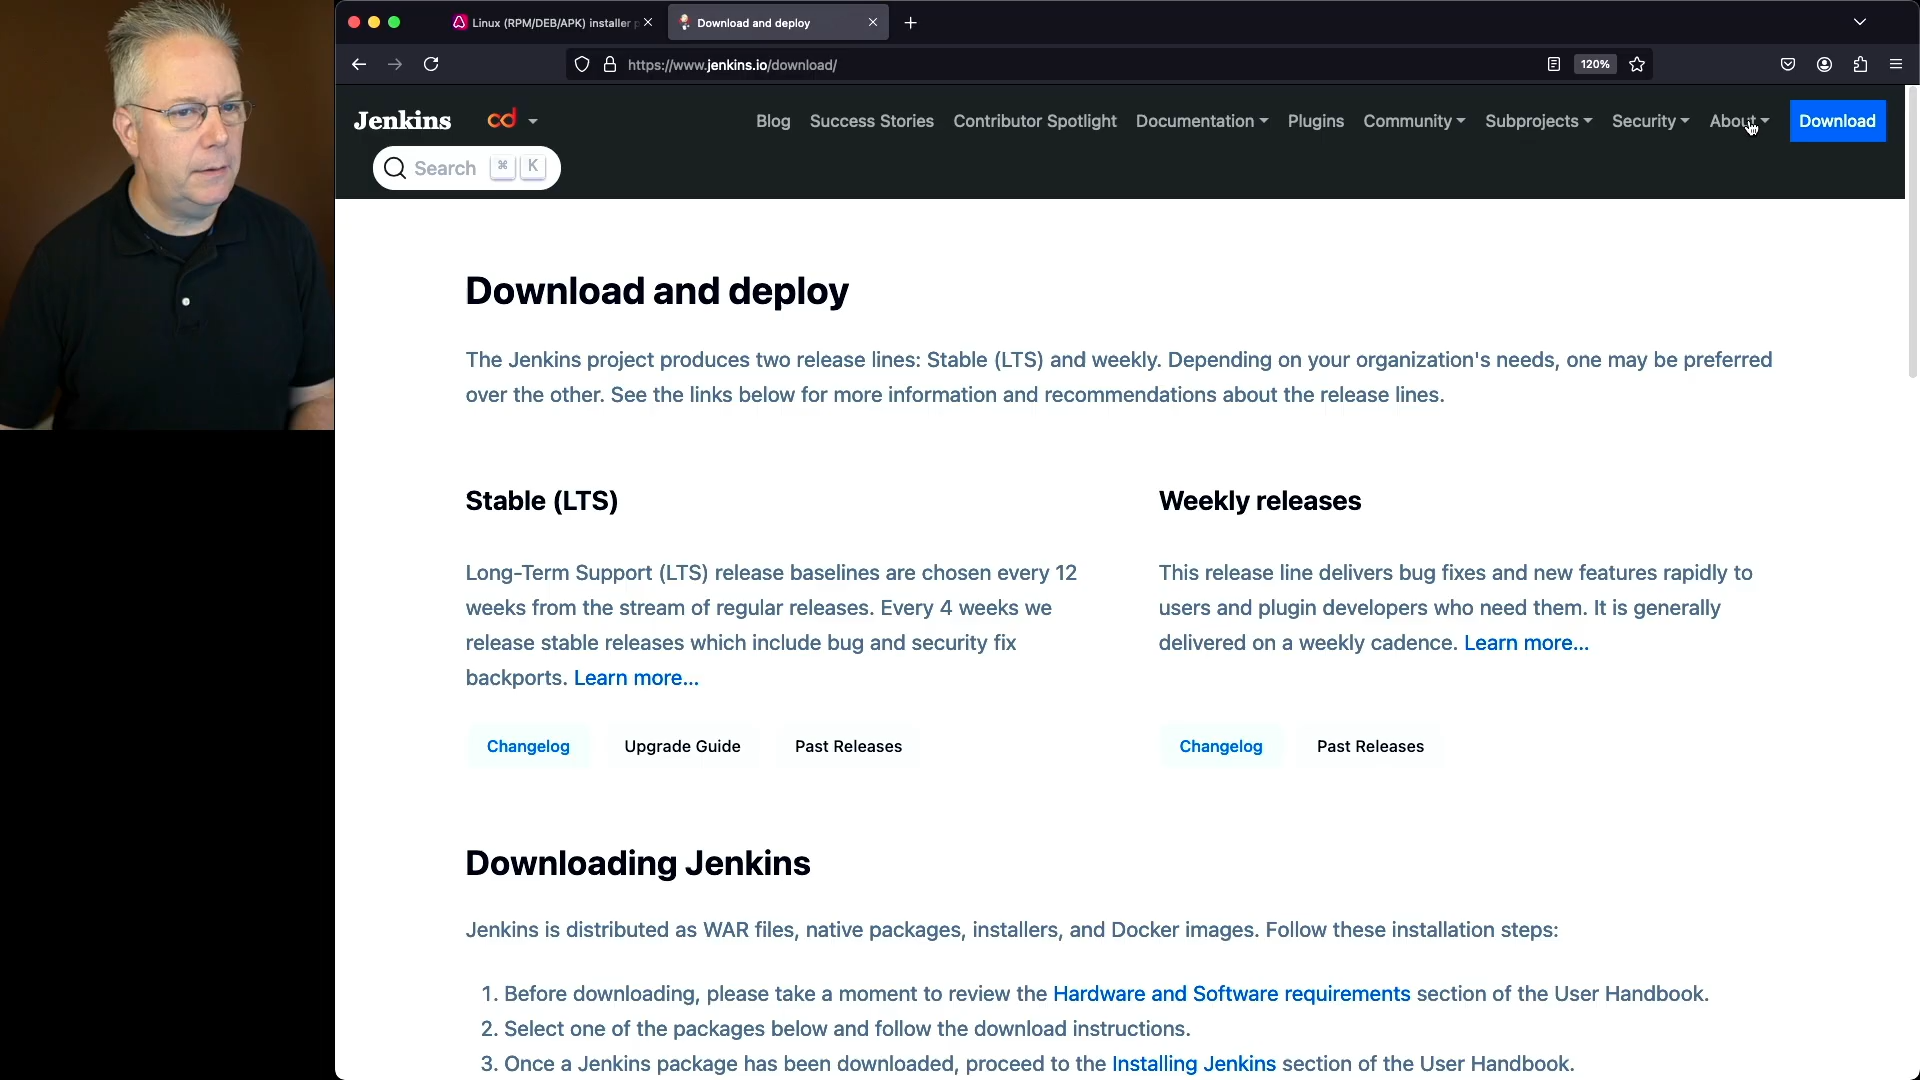 Linux (RPM/DEB/APK) installer
Download and deploy
https://www.jenkins.io/download/
120%
Jenkins
cd
Blog
Success Stories
Contributor Spotlight
Documentation
Plugins
Community
Subprojects
Security
About
Download
Search ⌘ K
Download and deploy
The Jenkins project produces two release lines: Stable (LTS) and weekly. Depending on your organization's needs, one may be preferred
over the other. See the links below for more information and recommendations about the release lines.
Stable (LTS)
Long-Term Support (LTS) release baselines are chosen every 12
weeks from the stream of regular releases. Every 4 weeks we
release stable releases which include bug and security fix
backports. Learn more...
Changelog
Upgrade Guide
Past Releases
Weekly releases
This release line delivers bug fixes and new features rapidly to
users and plugin developers who need them. It is generally
delivered on a weekly cadence. Learn more...
Changelog
Past Releases
Downloading Jenkins
Jenkins is distributed as WAR files, native packages, installers, and Docker images. Follow these installation steps:
1. Before downloading, please take a moment to review the Hardware and Software requirements section of the User Handbook.
2. Select one of the packages below and follow the download instructions.
3. Once a Jenkins package has been downloaded, proceed to the Installing Jenkins section of the User Handbook.